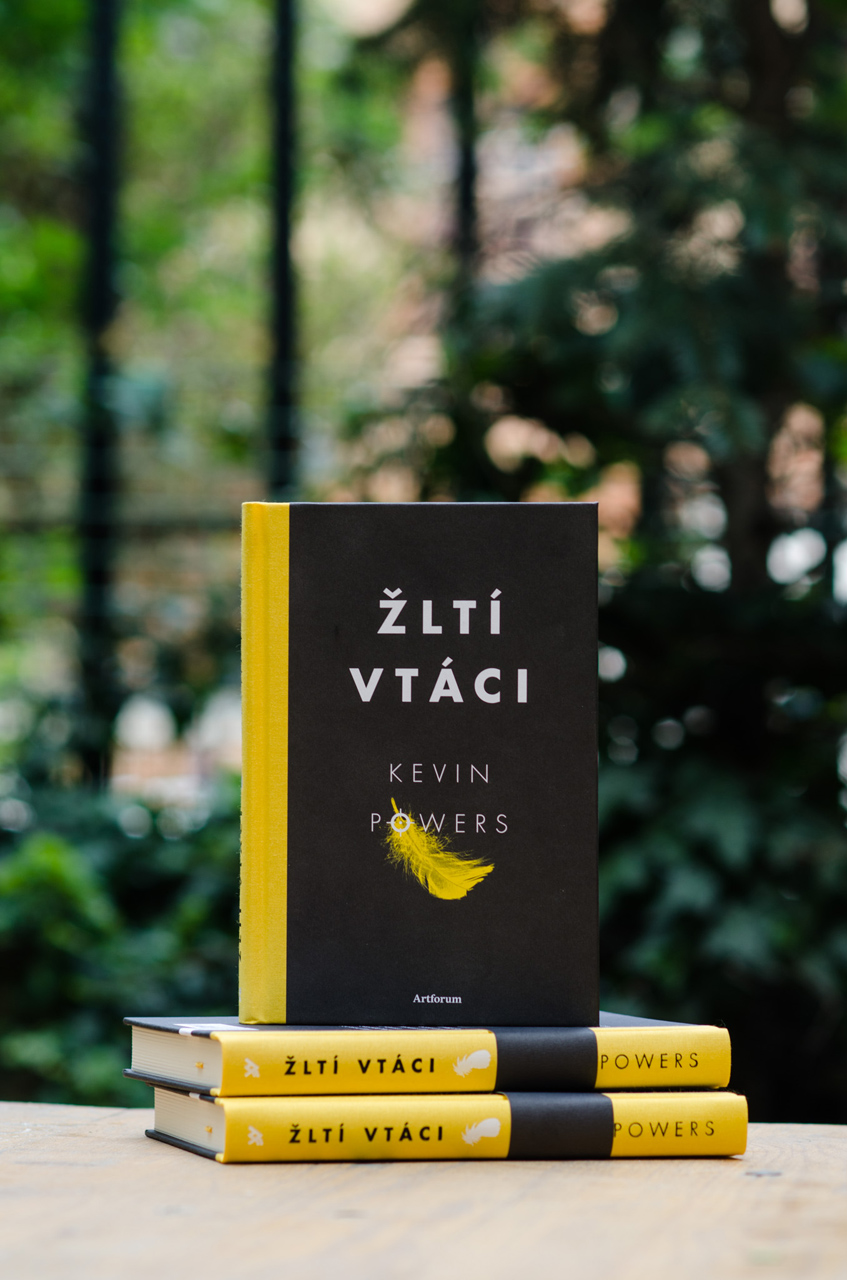 ŽLTÍ
VTÁCI
KEVIN
POWERS
Artforum
ŽLTÍ VTÁCI POWERS
ŽLTÍ VTÁCI POWERS